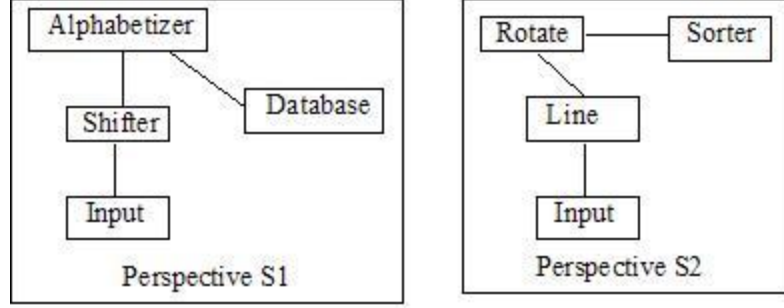 Alphabetizer
Database
Shifter
Input
Perspective S1
Rotate
Sorter
Line
Input
Perspective S2